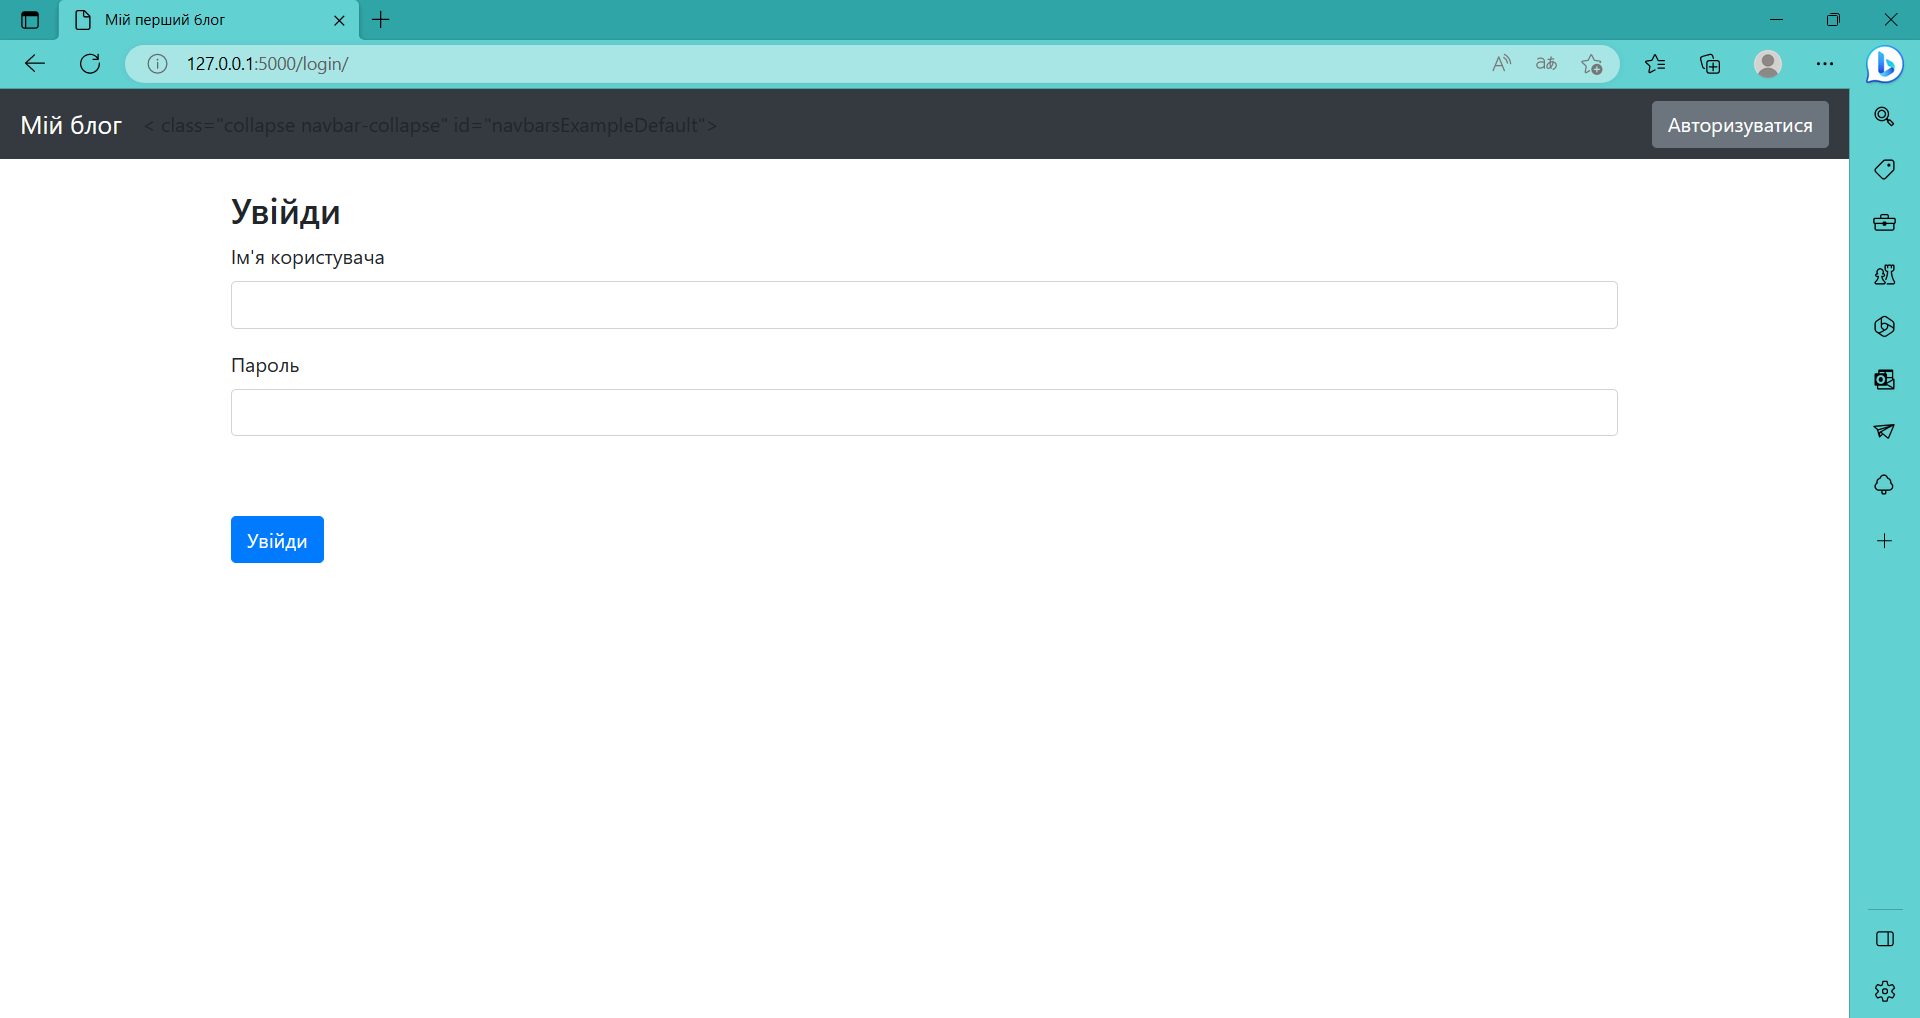 Мій перший блог
127.0.0.1:5000/login/
Мій блог < class="collapse navbar-collapse" id="navbarsExampleDefault"> Авторизуватися
Увійди
Ім'я користувача
Пароль
Увійди